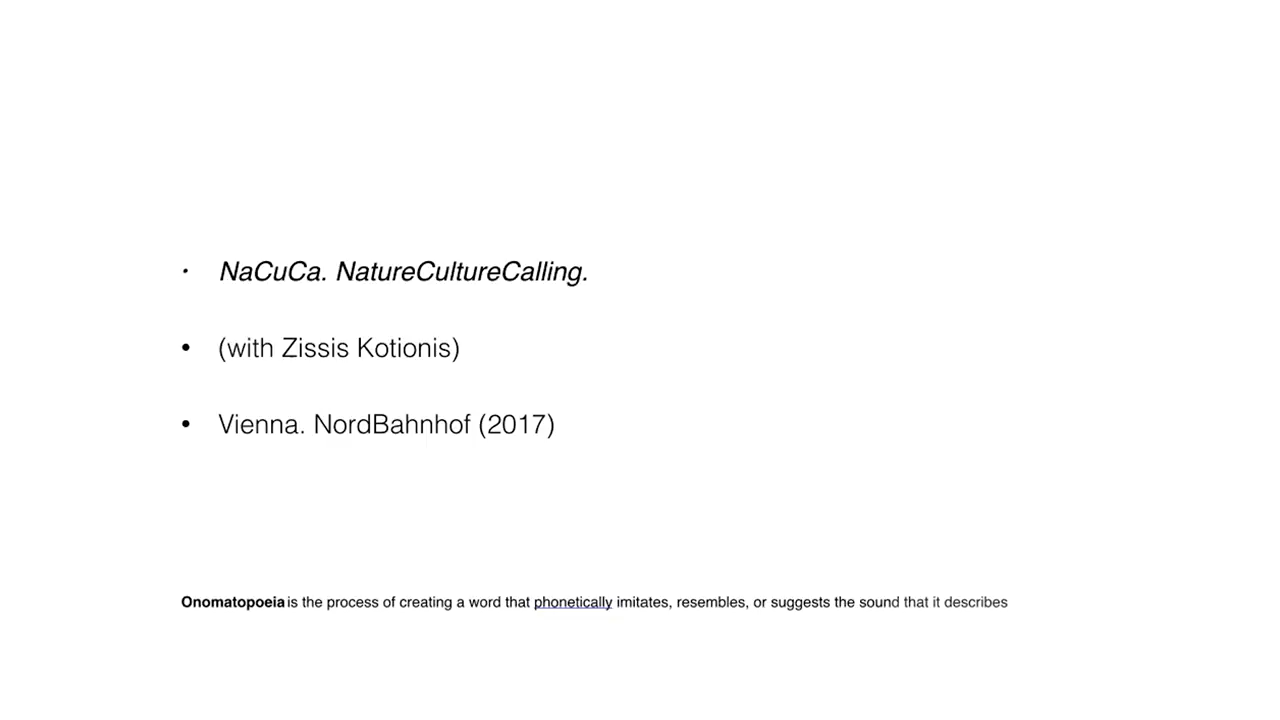 • NaCuCa. NatureCultureCalling.
• (with Zissis Kotionis)
• Vienna. NordBahnhof (2017)
Onomatopoeia is the process of creating a word that phonetically imitates, resembles, or suggests the sound that it describes